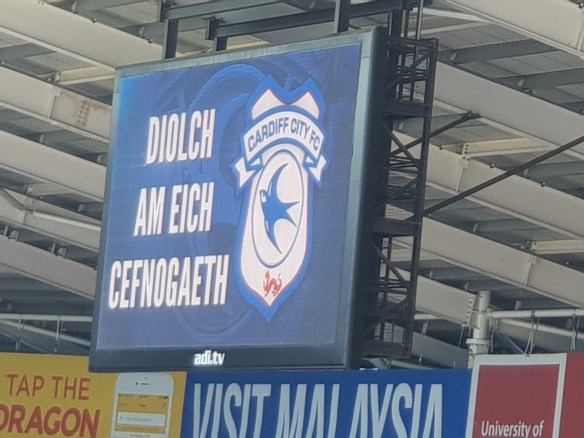 DIOLCH
AM EICH
CEFNOGAETH
CARDIFF CITY FC
adi.tv
TAP THE
DRAGON
VISIT MALAYSIA
University of